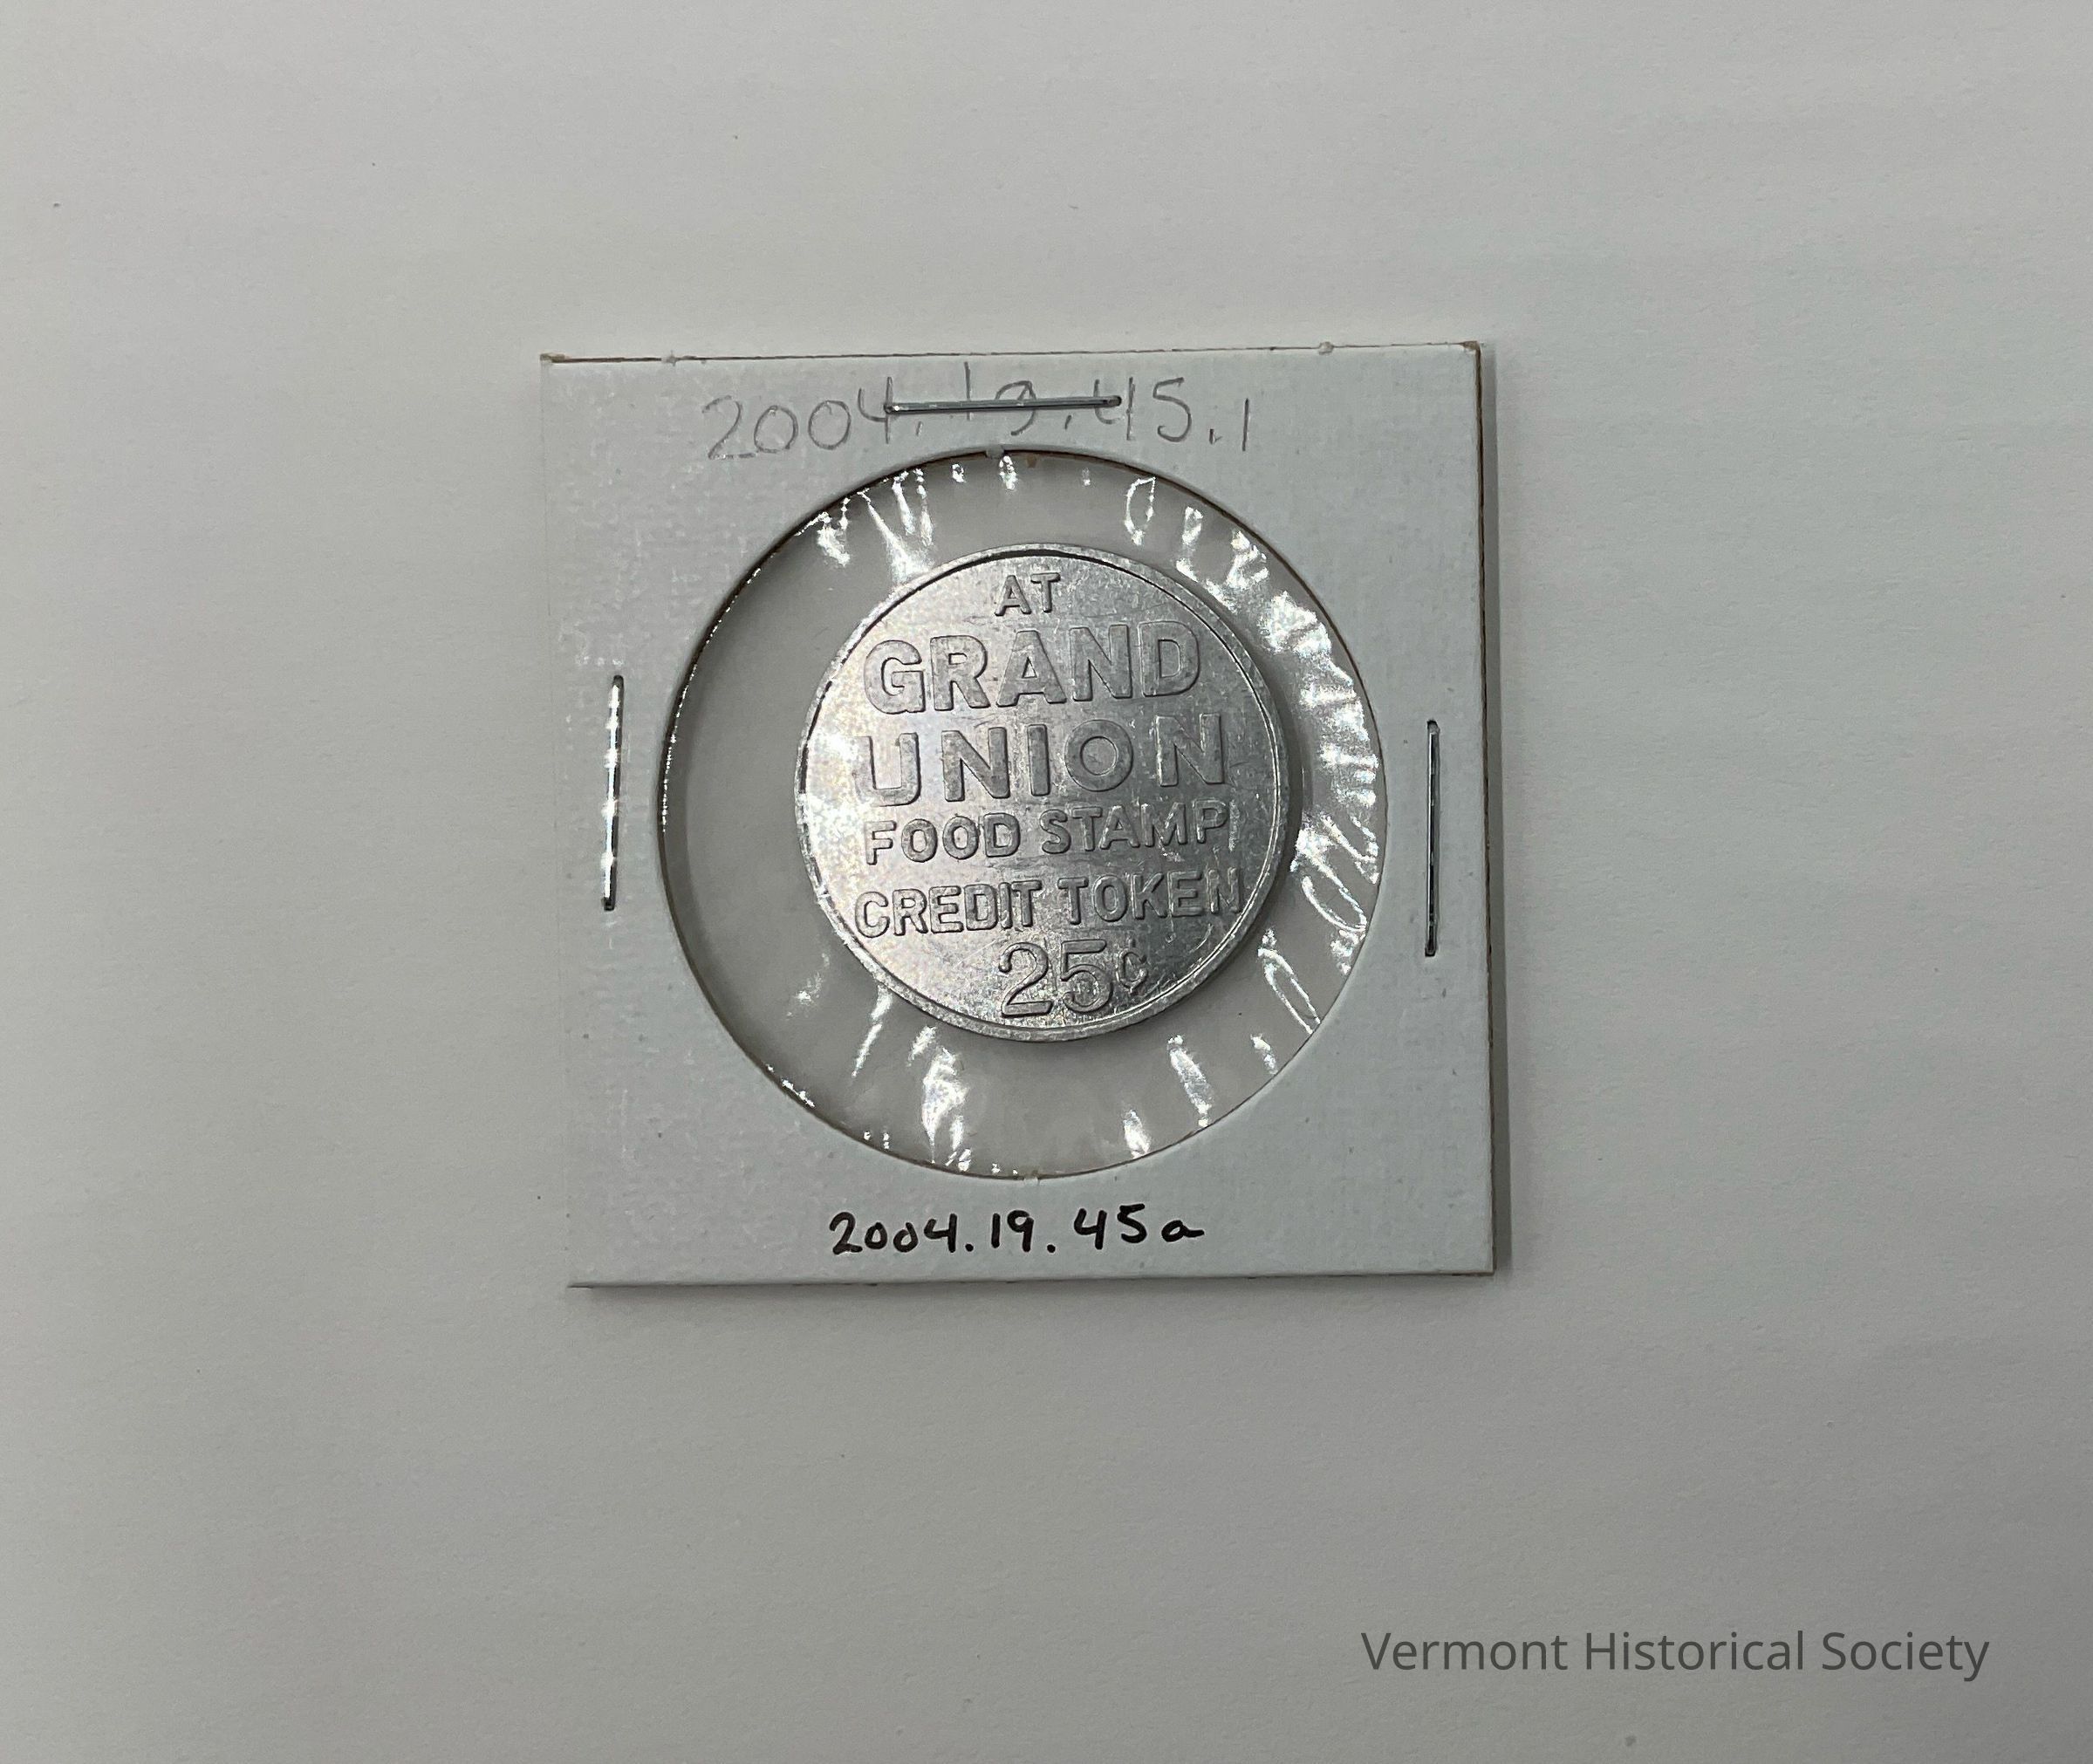 2004.19.45.1
AT
GRAND
UNION
FOOD STAMP
CREDIT TOKEN
25¢
2004.19.45a
Vermont Historical Society